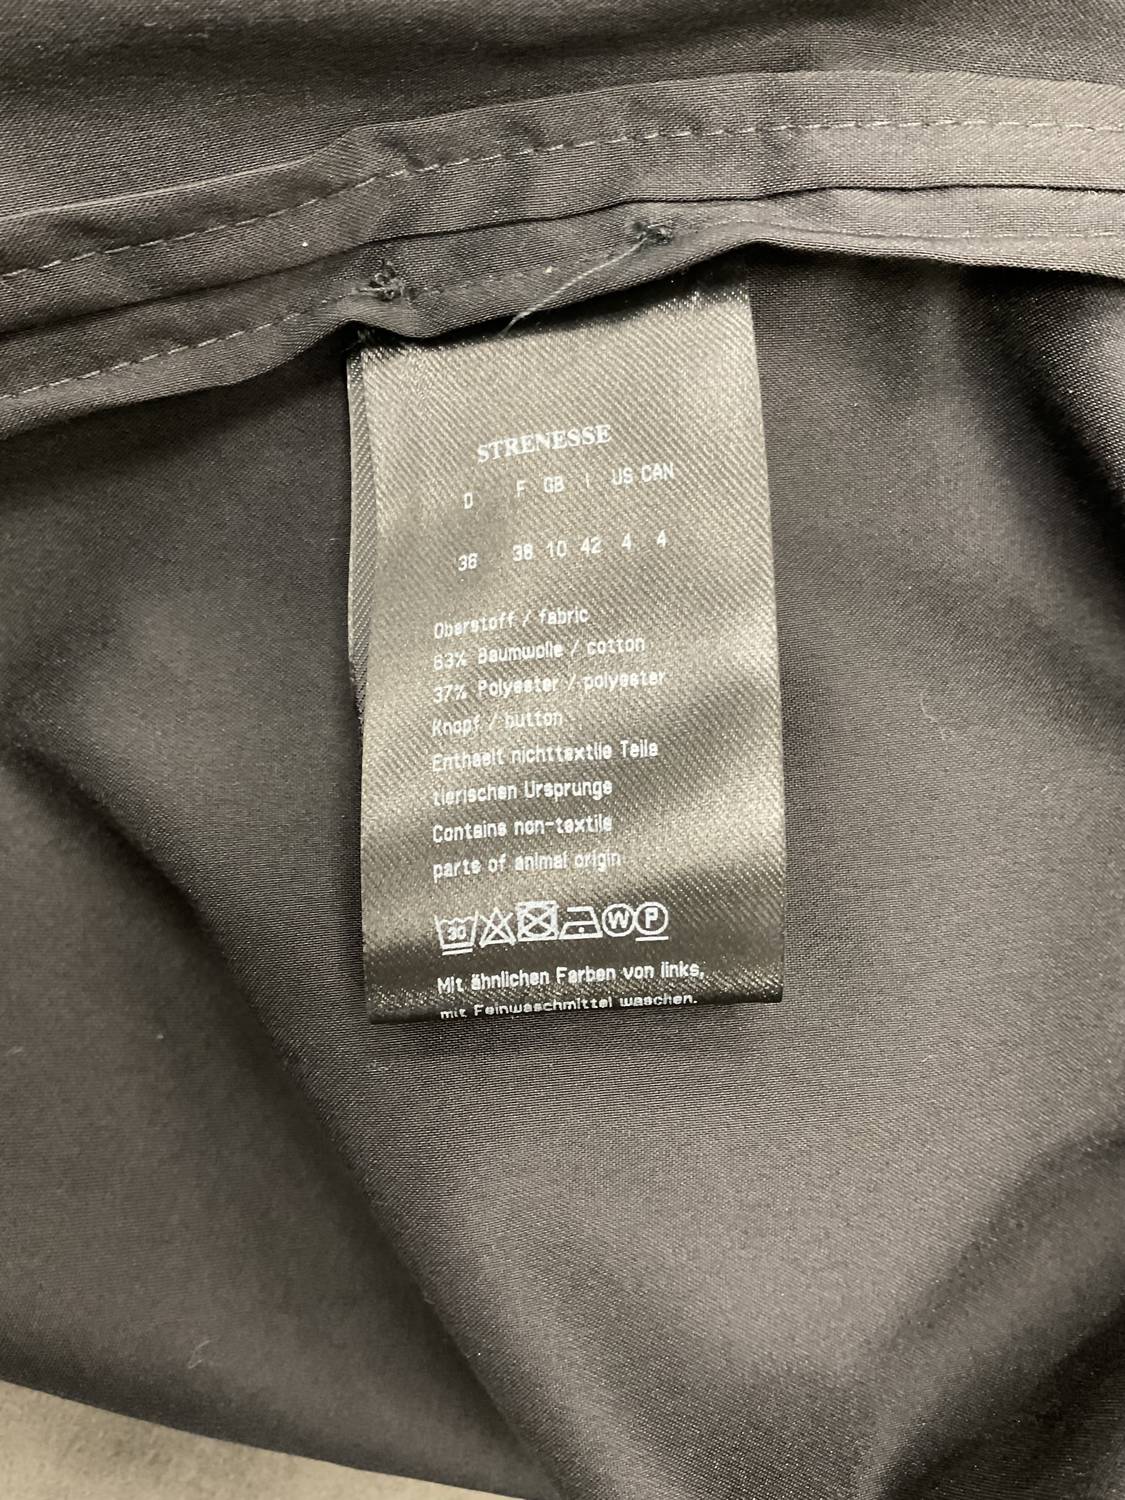 STRENESSE
D F GB I US CAN
36 38 10 42 4 4
Oberstoff / fabric
63% Baumwolle / cotton
37% Polyester / polyester
Knopf / button
Enthaelt nichttextile Teile
tierischen Ursprungs
Contains non-textile
parts of animal origin
30 W P
Mit ähnlichen Farben von links,
mit Feinwaschmittel waschen.